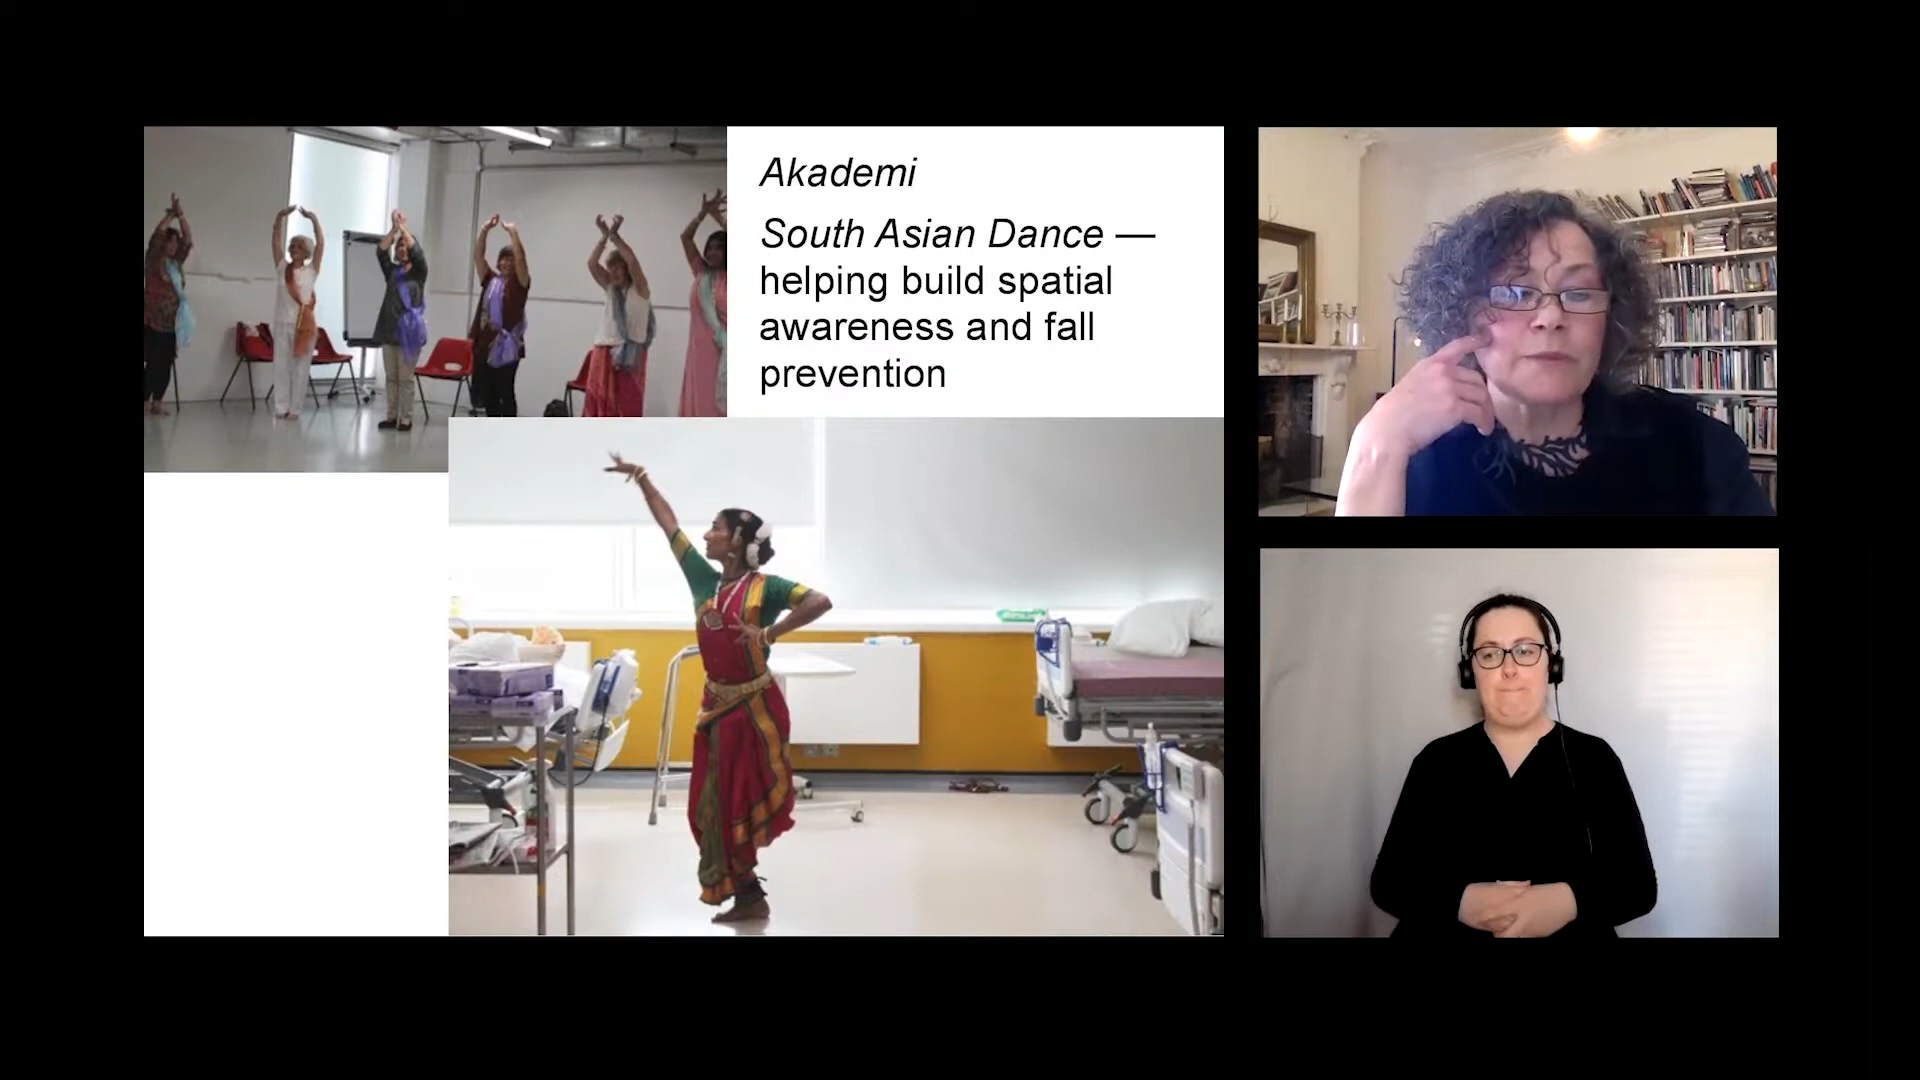 Akademi
South Asian Dance —
helping build spatial
awareness and fall
prevention